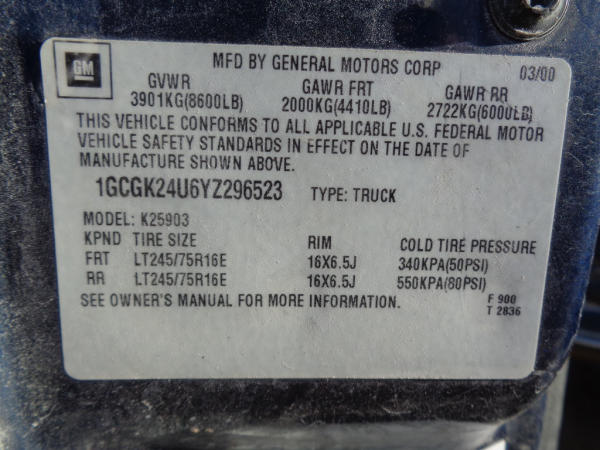 GM
MFD BY GENERAL MOTORS CORP 03/00
GVWR GAWR FRT GAWR RR
3901KG(8600LB) 2000KG(4410LB) 2722KG(6000LB)
THIS VEHICLE CONFORMS TO ALL APPLICABLE U.S. FEDERAL MOTOR
VEHICLE SAFETY STANDARDS IN EFFECT ON THE DATE OF
MANUFACTURE SHOWN ABOVE.
1GCGK24U6YZ296523 TYPE: TRUCK
MODEL: K25903
KPND TIRE SIZE RIM COLD TIRE PRESSURE
FRT LT245/75R16E 16X6.5J 340KPA(50PSI)
RR LT245/75R16E 16X6.5J 550KPA(80PSI)
SEE OWNER'S MANUAL FOR MORE INFORMATION. F 900
T 2836